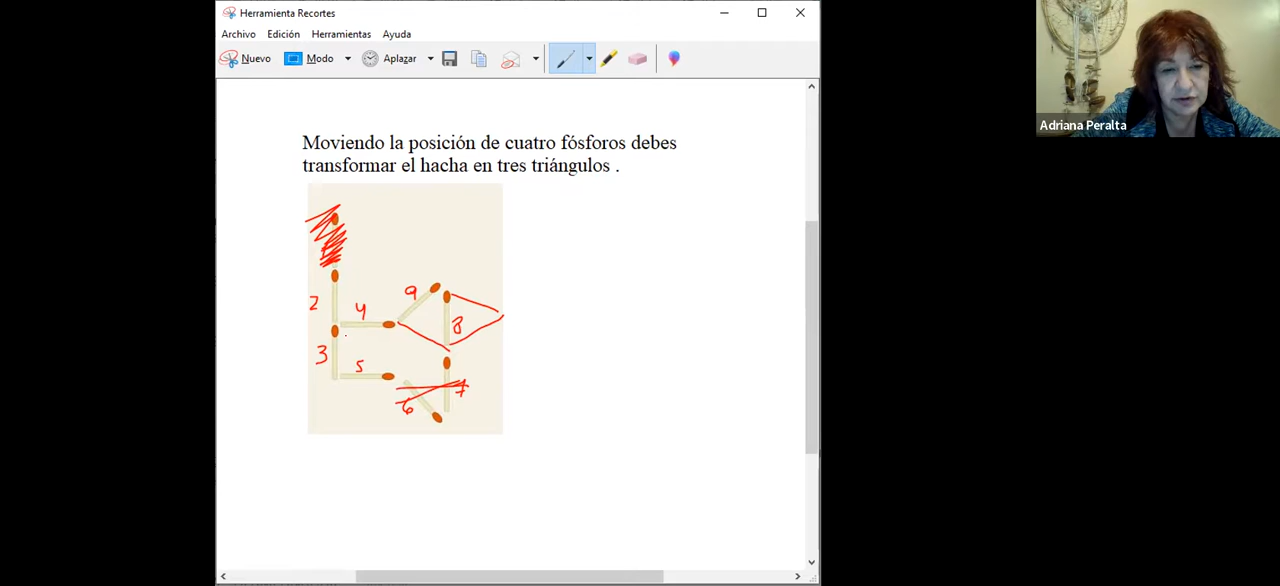 Herramienta Recortes
Archivo Edición Herramientas Ayuda
Nuevo Modo Aplazar
Adriana Peralta
Moviendo la posición de cuatro fósforos debes
transformar el hacha en tres triángulos .
9
2 4
8
3 5
7
6